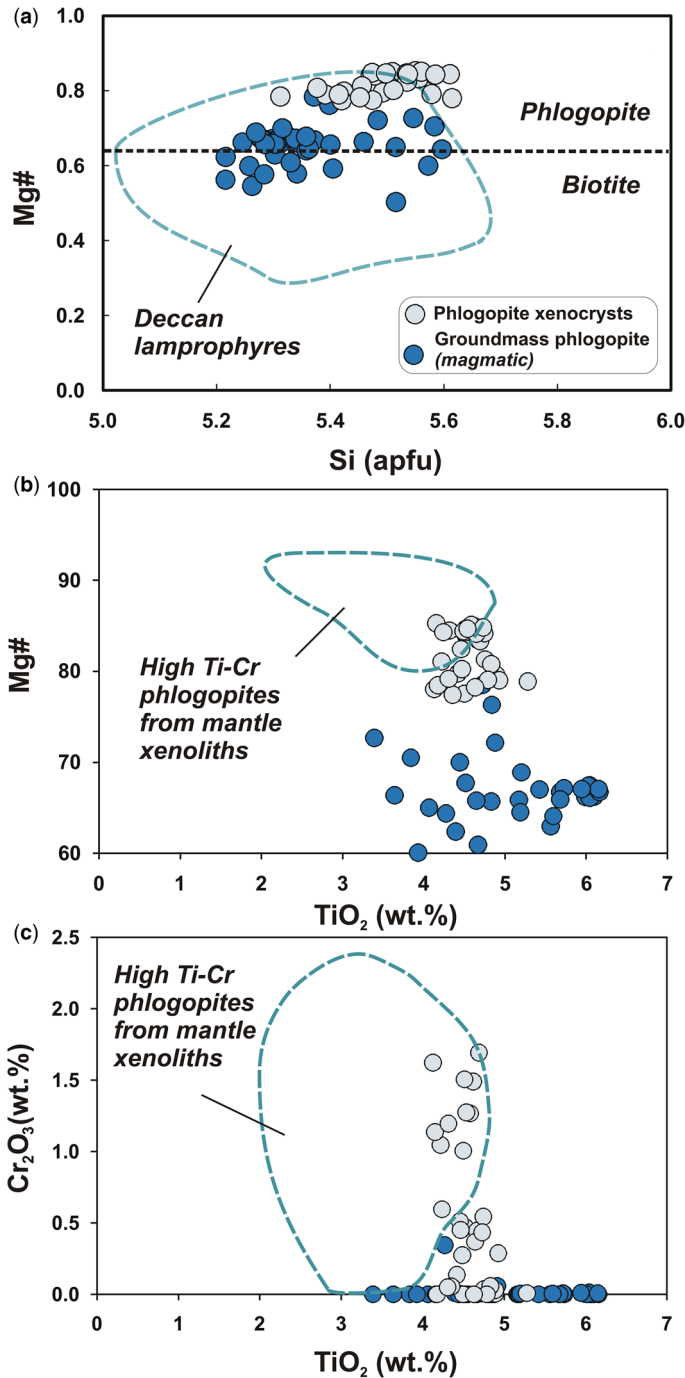 (a)
1.0
0.8
0.6
0.4
0.2
0.0
Mg#
Phlogopite
Biotite
Deccan
lamprophyres
Phlogopite xenocrysts
Groundmass phlogopite
(magmatic)
5.0 5.2 5.4 5.6 5.8 6.0
Si (apfu)
(b)
100
90
80
70
60
Mg#
High Ti-Cr
phlogopites
from mantle
xenoliths
0 1 2 3 4 5 6 7
TiO₂ (wt.%)
(c)
2.5
2.0
1.5
1.0
0.5
0.0
Cr₂O₃(wt.%)
High Ti-Cr
phlogopites
from mantle
xenoliths
0 1 2 3 4 5 6 7
TiO₂ (wt.%)